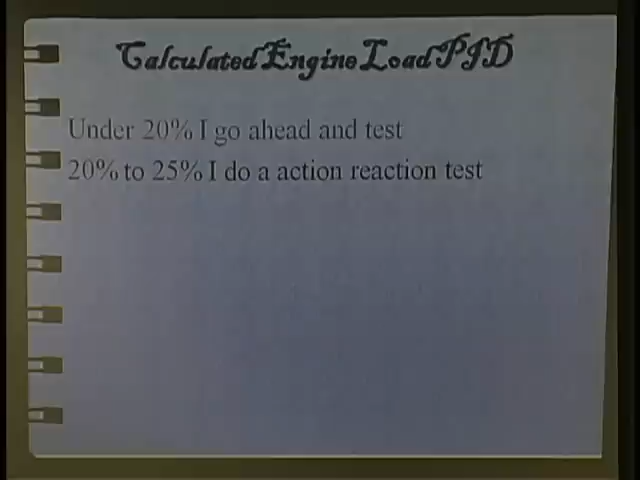 Calculated Engine Load PID
Under 20% I go ahead and test
20% to 25% I do a action reaction test